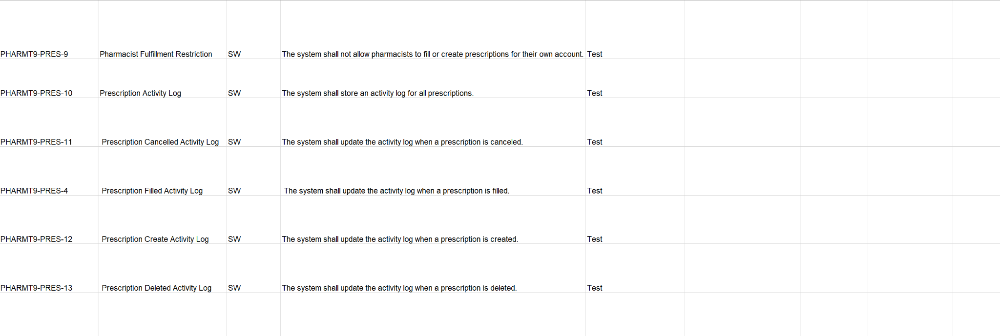 PHARMT9-PRES-9 Pharmacist Fulfillment Restriction SW The system shall not allow pharmacists to fill or create prescriptions for their own account. Test
PHARMT9-PRES-10 Prescription Activity Log SW The system shall store an activity log for all prescriptions. Test
PHARMT9-PRES-11 Prescription Cancelled Activity Log SW The system shall update the activity log when a prescription is canceled. Test
PHARMT9-PRES-4 Prescription Filled Activity Log SW The system shall update the activity log when a prescription is filled. Test
PHARMT9-PRES-12 Prescription Create Activity Log SW The system shall update the activity log when a prescription is created. Test
PHARMT9-PRES-13 Prescription Deleted Activity Log SW The system shall update the activity log when a prescription is deleted. Test